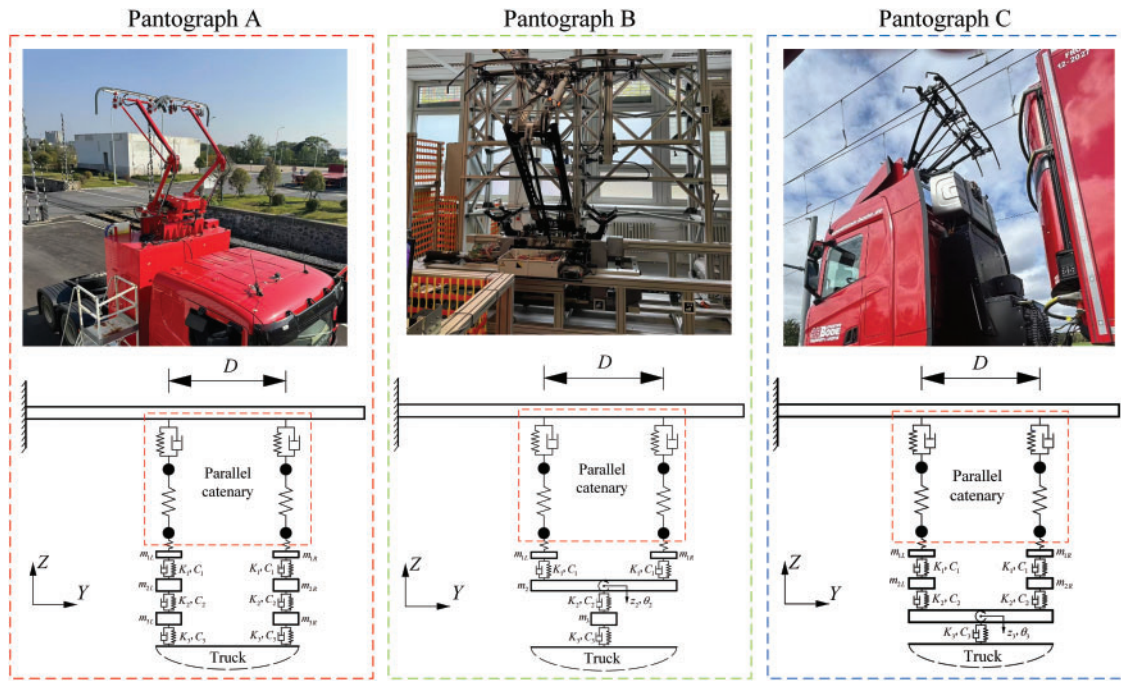 Pantograph A
Pantograph B
Pantograph C
BODE
12-2027
D
D
D
Parallel
catenary
Parallel
catenary
Parallel
catenary
Z
Y
m1L
m1R
K1, C1
K1, C1
m2L
m2R
K2, C2
K2, C2
m3L
m3R
K3, C3
K3, C3
Truck
Z
Y
m1L
m1R
K1, C1
K1, C1
m2
K2, C2
z2, θ2
m3
K3, C3
Truck
Z
Y
m1L
m1R
K1, C1
K1, C1
m2L
m2R
K2, C2
K2, C2
K3, C3
z3, θ3
Truck